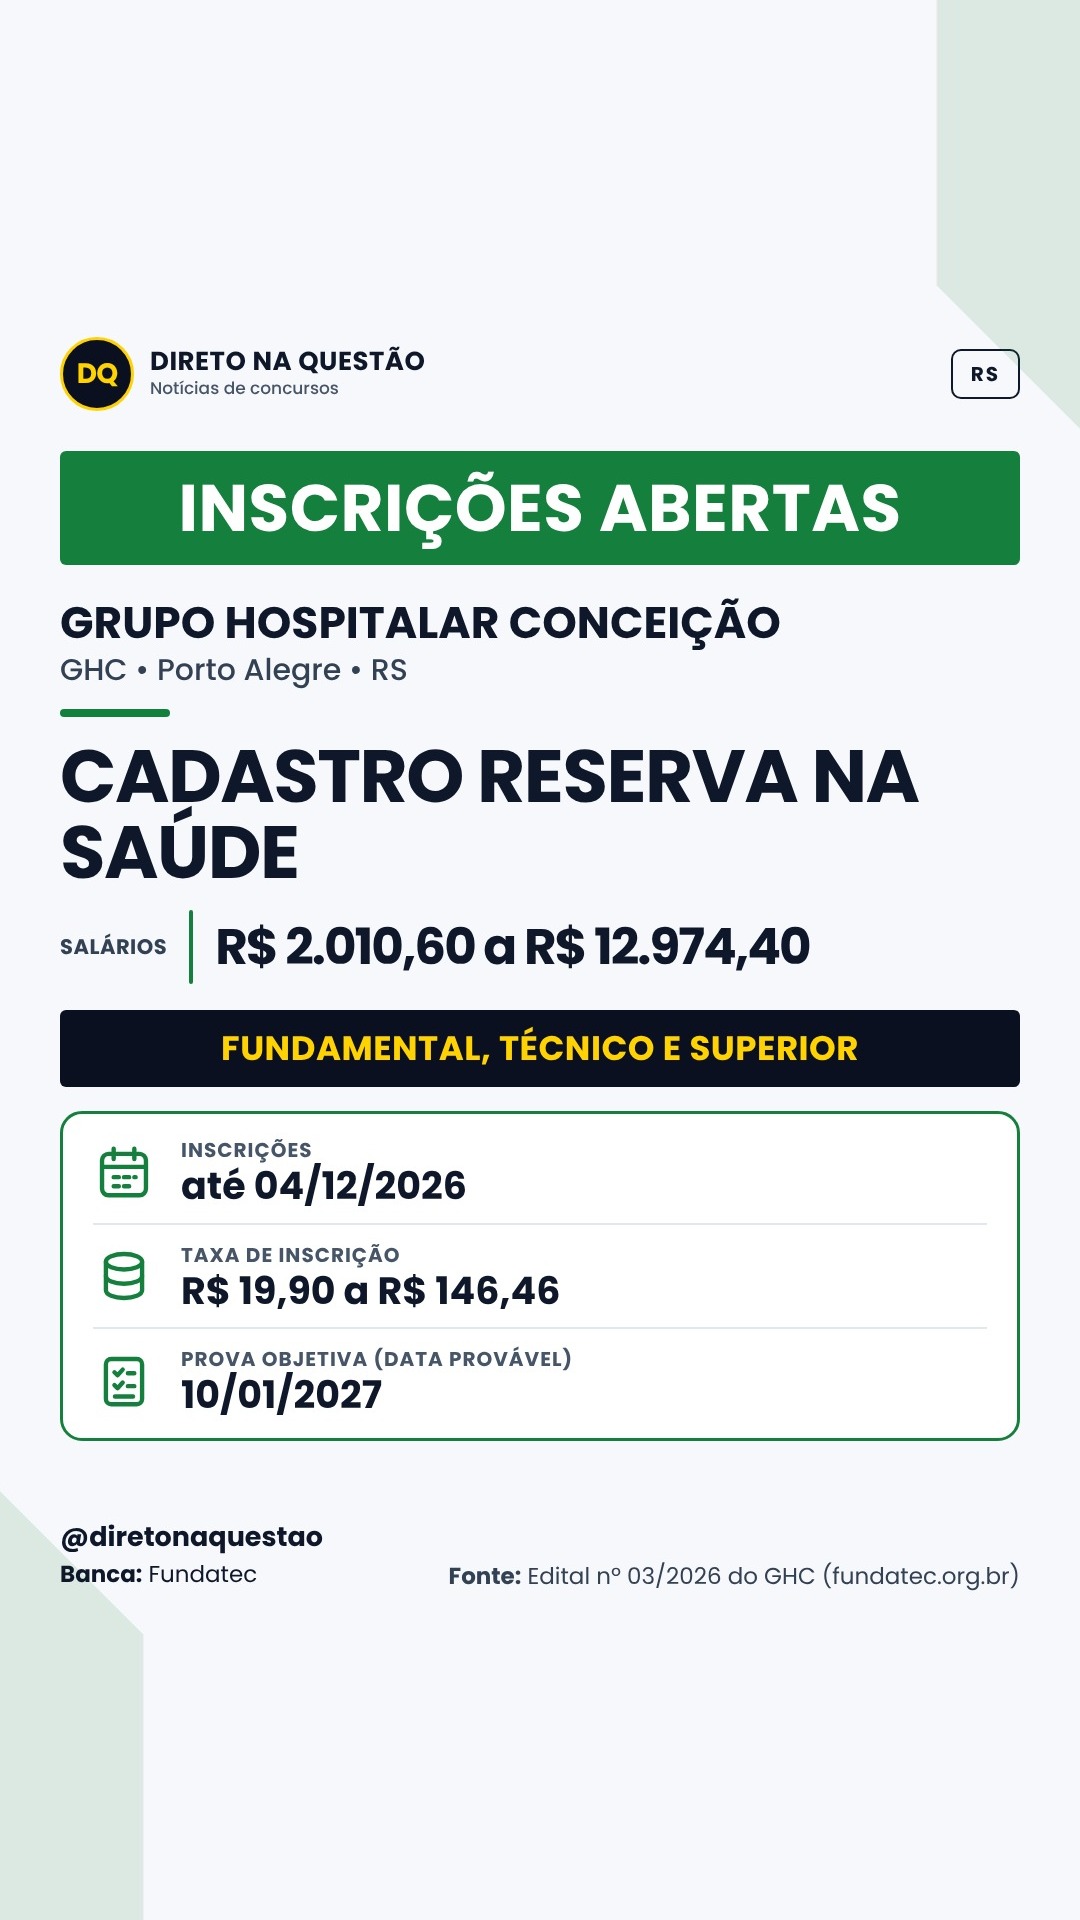 DQ
DIRETO NA QUESTÃO
Notícias de concursos
RS
INSCRIÇÕES ABERTAS
GRUPO HOSPITALAR CONCEIÇÃO
GHC • Porto Alegre • RS
CADASTRO RESERVA NA
SAÚDE
SALÁRIOS
R$ 2.010,60 a R$ 12.974,40
FUNDAMENTAL, TÉCNICO E SUPERIOR
INSCRIÇÕES
até 04/12/2026
TAXA DE INSCRIÇÃO
R$ 19,90 a R$ 146,46
PROVA OBJETIVA (DATA PROVÁVEL)
10/01/2027
@diretonaquestao
Banca: Fundatec
Fonte: Edital nº 03/2026 do GHC (fundatec.org.br)